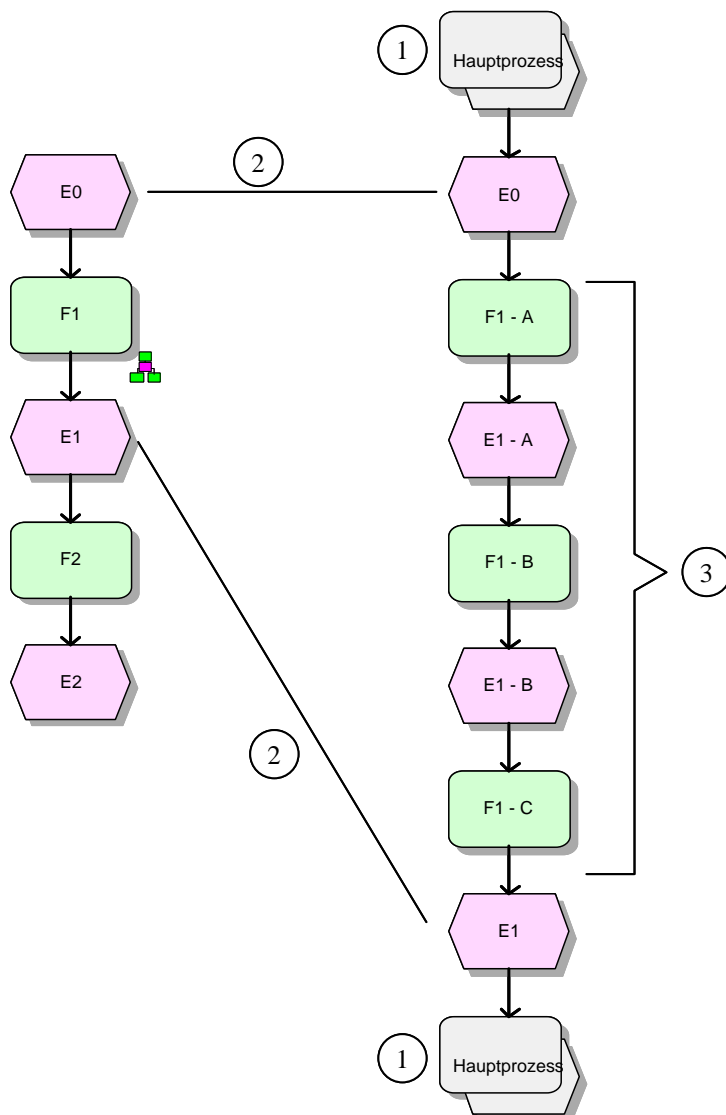 1
Hauptprozess
2
E0
E0
F1
F1 - A
E1
E1 - A
F2
F1 - B
3
E2
E1 - B
2
F1 - C
E1
1
Hauptprozess